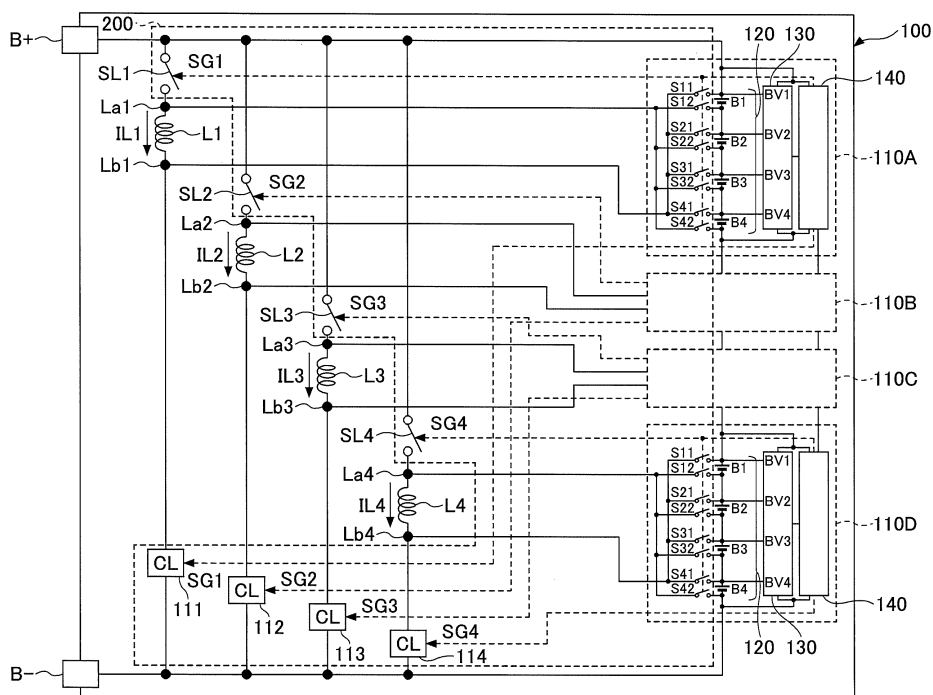 200
B+
100
SG1
120
130
SL1
140
S11
BV1
S12
B1
La1
IL1
L1
S21
BV2
S22
B2
110A
Lb1
S31
BV3
SL2
SG2
S32
B3
S41
BV4
S42
B4
La2
IL2
L2
Lb2
110B
SG3
SL3
La3
IL3
L3
110C
Lb3
SG4
SL4
S11
BV1
S12
B1
La4
IL4
L4
S21
BV2
S22
B2
110D
Lb4
S31
BV3
S32
B3
CL
SG1
S41
BV4
111
CL
SG2
S42
B4
112
CL
SG3
120
130
140
113
CL
SG4
114
B−